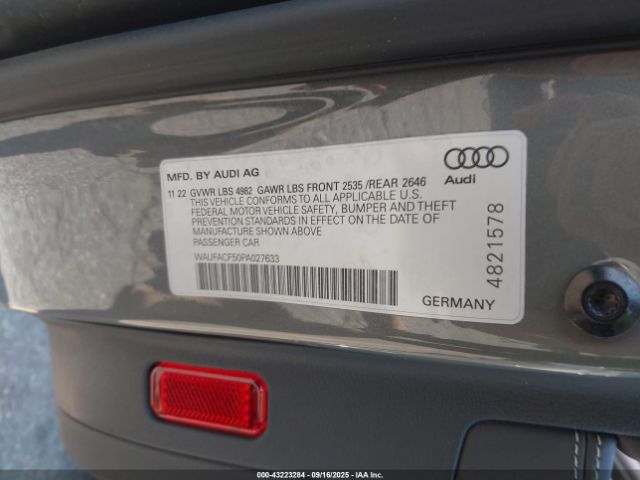 MFD. BY AUDI AG
11 22 GVWR LBS 4982 GAWR LBS FRONT 2535 /REAR 2646
THIS VEHICLE CONFORMS TO ALL APPLICABLE U.S.
FEDERAL MOTOR VEHICLE SAFETY, BUMPER AND THEFT
PREVENTION STANDARDS IN EFFECT ON THE DATE OF
MANUFACTURE SHOWN ABOVE
PASSENGER CAR
WAUFACF50PA027633
Audi
4821578
GERMANY
000-43223284 - 09/16/2025 - IAAI.com